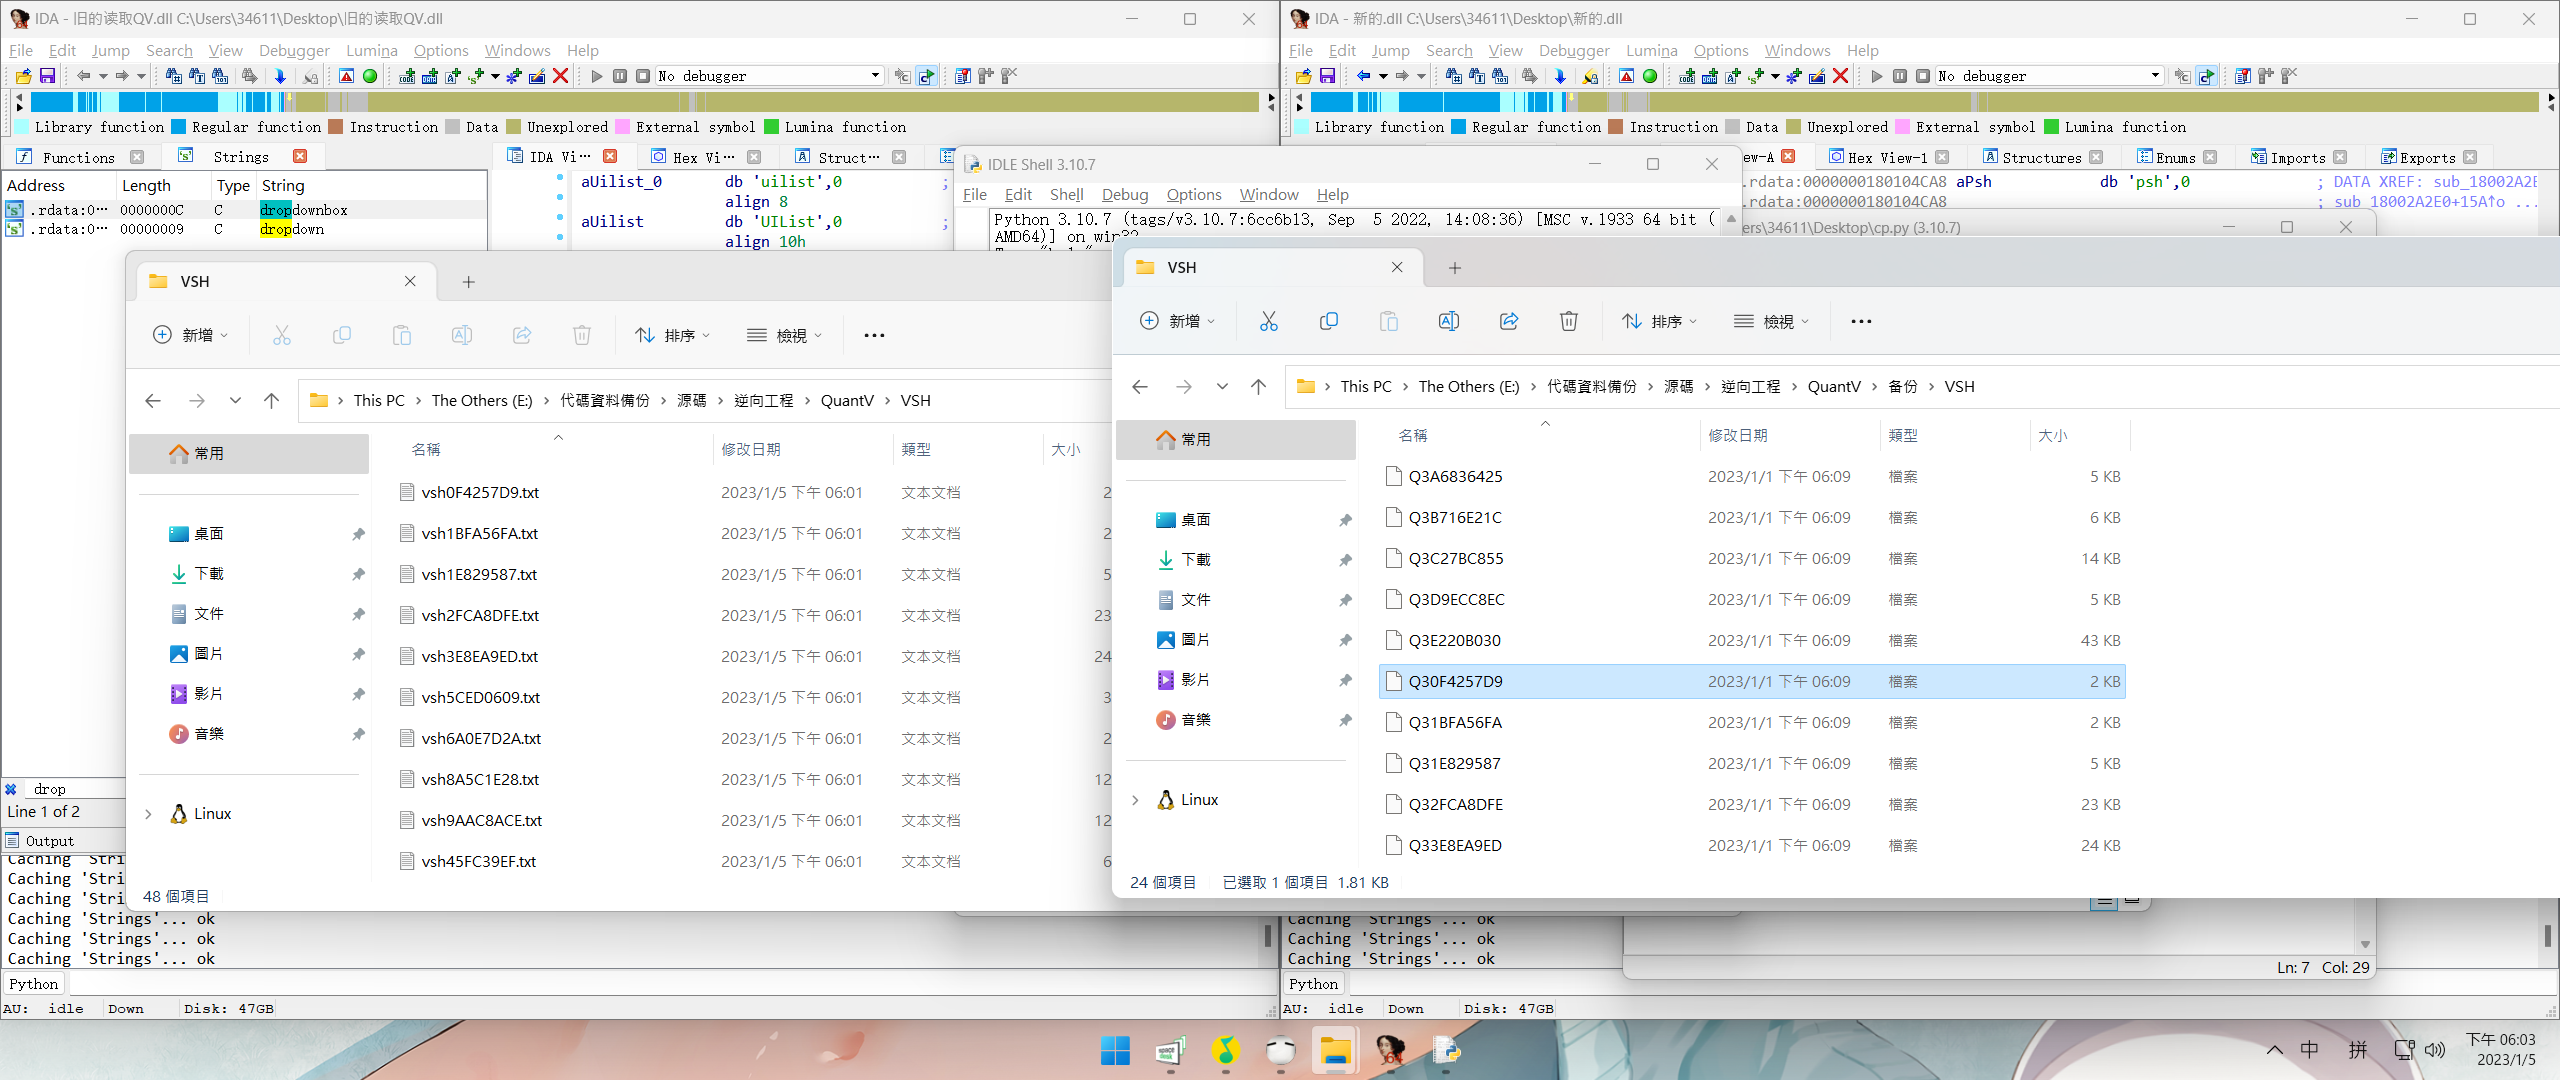 IDA - 旧的读取QV.dll C:\Users\34611\Desktop\旧的读取QV.dll
File Edit Jump Search View Debugger Lumina Options Windows Help
No debugger
Library function Regular function Instruction Data Unexplored External symbol Lumina function
Functions Strings IDA Vi… Hex Vi… Struct…
Address Length Type String
.rdata:0… 0000000C C dropdownbox
.rdata:0… 00000009 C dropdown
aUilist_0 db 'uilist',0 ;
align 8
aUilist db 'UIList',0 ;
align 10h
drop
Line 1 of 2
Output
Caching 'Stri
Caching 'Stri
Caching 'Stri
Caching 'Strings'... ok
Caching 'Strings'... ok
Caching 'Strings'... ok
Python
AU: idle Down Disk: 47GB
IDA - 新的.dll C:\Users\34611\Desktop\新的.dll
File Edit Jump Search View Debugger Lumina Options Windows Help
No debugger
Library function Regular function Instruction Data Unexplored External symbol Lumina function
ew-A Hex View-1 Structures Enums Imports Exports
.rdata:0000000180104CA8 aPsh db 'psh',0 ; DATA XREF: sub_18002A2E
.rdata:0000000180104CA8 ; sub_18002A2E0+15A↑o ...
Caching 'Strings'... ok
Caching 'Strings'... ok
Caching 'Strings'... ok
Python
AU: idle Down Disk: 47GB
IDLE Shell 3.10.7
File Edit Shell Debug Options Window Help
Python 3.10.7 (tags/v3.10.7:6cc6b13, Sep 5 2022, 14:08:36) [MSC v.1933 64 bit (
AMD64)] on win32
ers\34611\Desktop\cp.py (3.10.7)
Ln: 7 Col: 29
VSH
新增 排序 檢視
This PC The Others (E:) 代碼資料備份 源碼 逆向工程 QuantV VSH
常用
桌面
下載
文件
圖片
影片
音樂
Linux
名稱 修改日期 類型 大小
vsh0F4257D9.txt 2023/1/5 下午 06:01 文本文档 2
vsh1BFA56FA.txt 2023/1/5 下午 06:01 文本文档 2
vsh1E829587.txt 2023/1/5 下午 06:01 文本文档 5
vsh2FCA8DFE.txt 2023/1/5 下午 06:01 文本文档 23
vsh3E8EA9ED.txt 2023/1/5 下午 06:01 文本文档 24
vsh5CED0609.txt 2023/1/5 下午 06:01 文本文档 3
vsh6A0E7D2A.txt 2023/1/5 下午 06:01 文本文档 2
vsh8A5C1E28.txt 2023/1/5 下午 06:01 文本文档 12
vsh9AAC8ACE.txt 2023/1/5 下午 06:01 文本文档 12
vsh45FC39EF.txt 2023/1/5 下午 06:01 文本文档 6
48 個項目
VSH
新增 排序 檢視
This PC The Others (E:) 代碼資料備份 源碼 逆向工程 QuantV 备份 VSH
常用
桌面
下載
文件
圖片
影片
音樂
Linux
名稱 修改日期 類型 大小
Q3A6836425 2023/1/1 下午 06:09 檔案 5 KB
Q3B716E21C 2023/1/1 下午 06:09 檔案 6 KB
Q3C27BC855 2023/1/1 下午 06:09 檔案 14 KB
Q3D9ECC8EC 2023/1/1 下午 06:09 檔案 5 KB
Q3E220B030 2023/1/1 下午 06:09 檔案 43 KB
Q30F4257D9 2023/1/1 下午 06:09 檔案 2 KB
Q31BFA56FA 2023/1/1 下午 06:09 檔案 2 KB
Q31E829587 2023/1/1 下午 06:09 檔案 5 KB
Q32FCA8DFE 2023/1/1 下午 06:09 檔案 23 KB
Q33E8EA9ED 2023/1/1 下午 06:09 檔案 24 KB
24 個項目 已選取 1 個項目 1.81 KB
space desk
64
中 拼
下午 06:03
2023/1/5